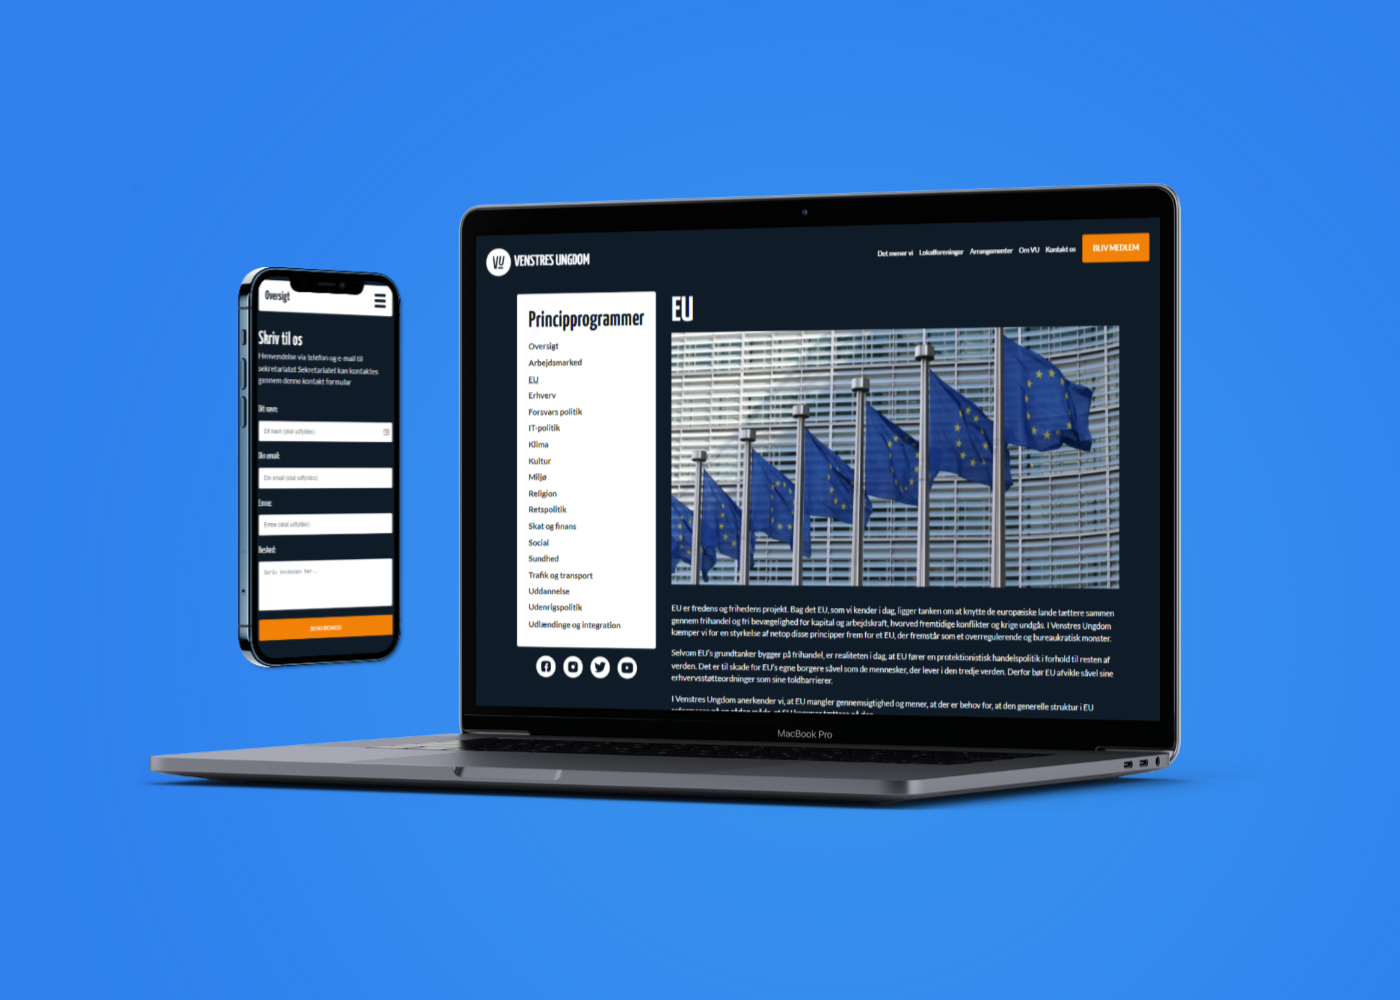 Oversigt
Skriv til os
Henvendelse via telefon og e-mail til
sekretariatet Sekretariatet kan kontaktes
gennem denne kontakt formular
Dit navn:
Dit navn (skal udfyldes)
Din email:
Din email (skal udfyldes)
Emne:
Emne (skal udfyldes)
Besked:
Skriv beskeden her..
VU VENSTRES UNGDOM
Det mener vi Lokalforeninger Arrangementer Om VU Kontakt os BLIV MEDLEM
Principprogrammer
Oversigt
Arbejdsmarked
EU
Erhverv
Forsvars politik
IT-politik
Klima
Kultur
Miljø
Religion
Retspolitik
Skat og finans
Social
Sundhed
Trafik og transport
Uddannelse
Udenrigspolitik
Udlændinge og integration
EU
EU er fredens og frihedens projekt. Bag det EU, som vi kender i dag, ligger tanken om at knytte de europæiske lande tættere sammen
gennem frihandel og fri bevægelighed for kapital og arbejdskraft, hvorved fremtidige konflikter og krige undgås. I Venstres Ungdom
kæmper vi for en styrkelse af netop disse principper frem for et EU, der fremstår som et overregulerende og bureaukratisk monster.
Selvom EU's grundtanker bygger på frihandel, er realiteten i dag, at EU fører en protektionistisk handelspolitik i forhold til resten af
verden. Det er til skade for EU's egne borgere såvel som de mennesker, der lever i den tredje verden. Derfor bør EU afvikle såvel sine
erhvervsstøtteordninger som sine toldbarrierer.
I Venstres Ungdom anerkender vi, at EU mangler gennemsigtighed og mener, at der er behov for, at den generelle struktur i EU
MacBook Pro